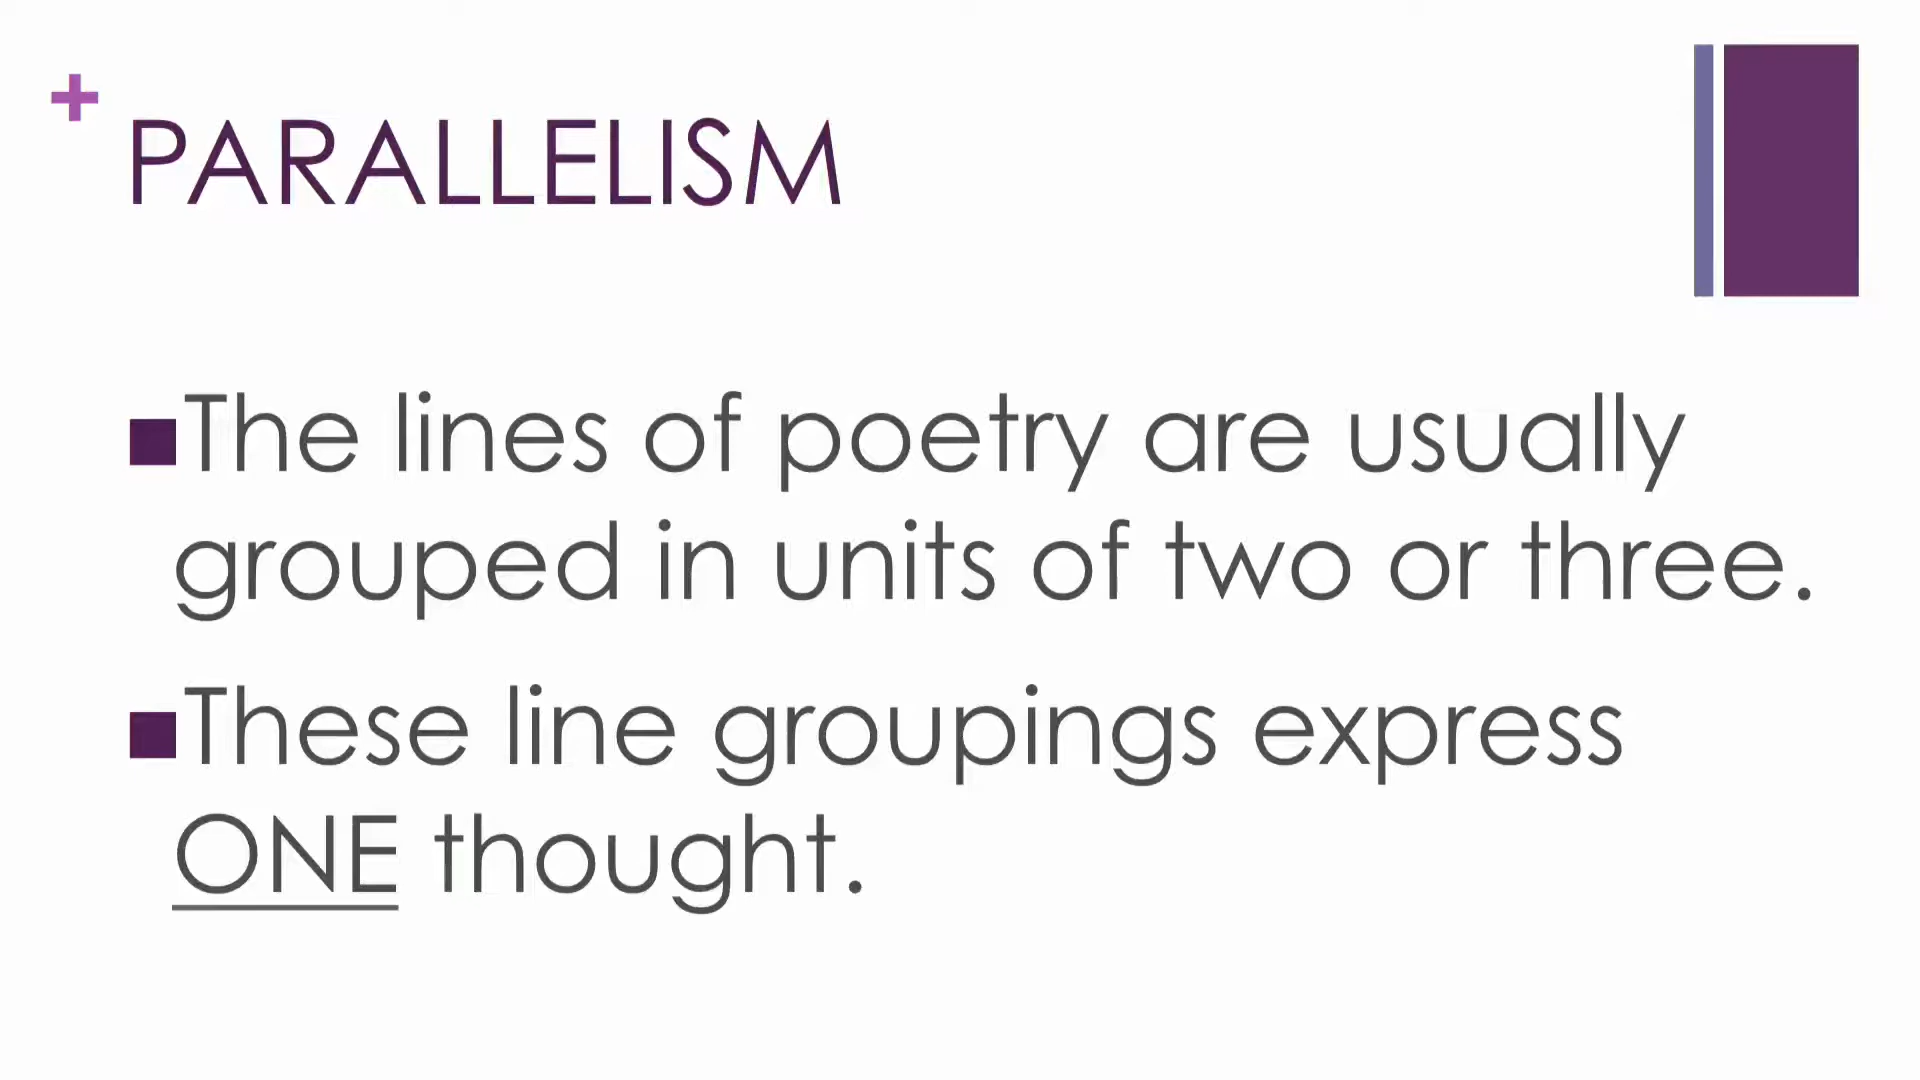 PARALLELISM
The lines of poetry are usually
grouped in units of two or three.
These line groupings express
ONE thought.